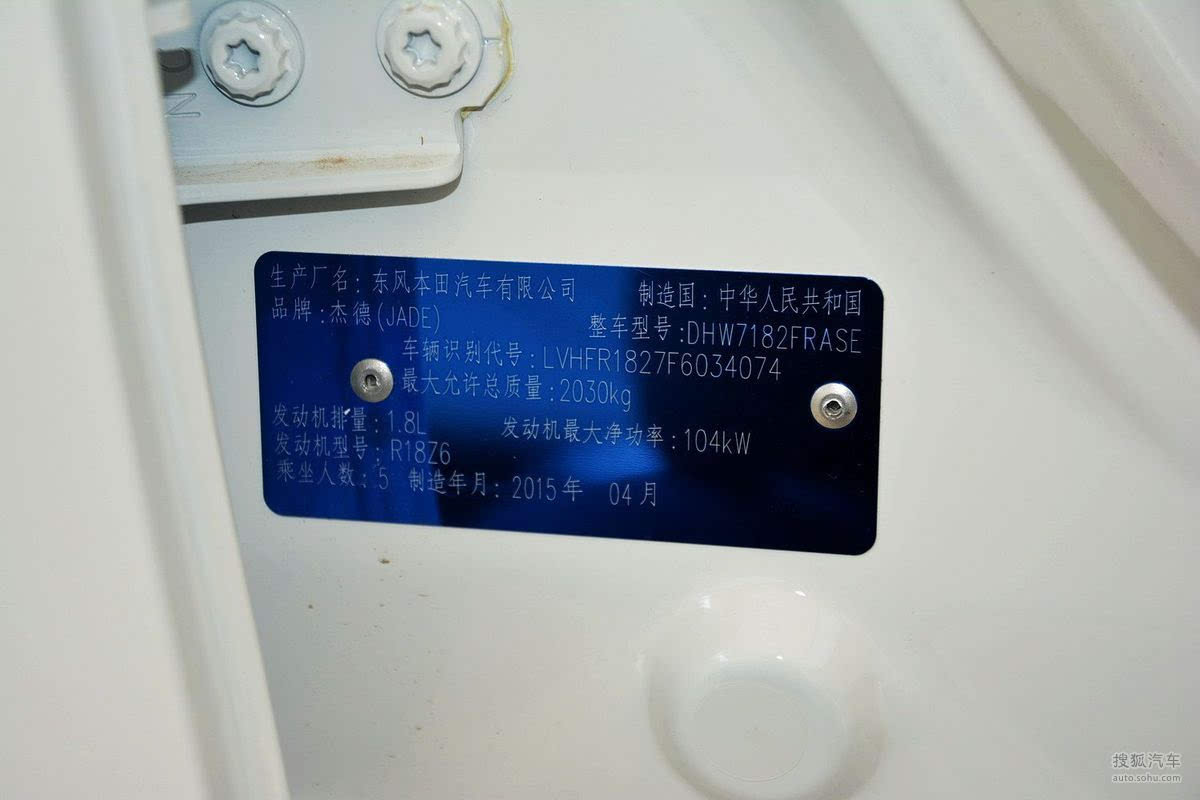 生产厂名：东风本田汽车有限公司 制造国：中华人民共和国
品牌：杰德(JADE) 整车型号：DHW7182FRASE
车辆识别代号：LVHFR1827F6034074
最大允许总质量：2030kg
发动机排量：1.8L 发动机最大净功率：104kW
发动机型号：R18Z6
乘坐人数：5 制造年月：2015年 04月
搜狐汽车
auto.sohu.com